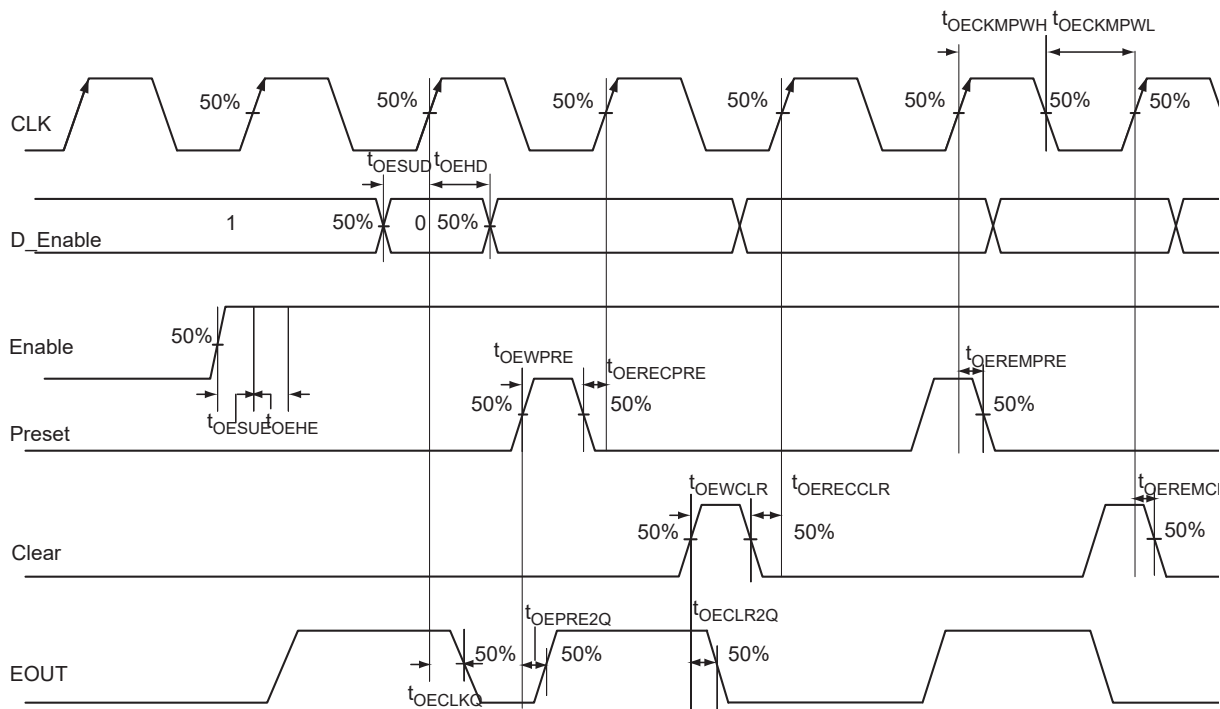 tOECKMPWH tOECKMPWL
50% 50% 50% 50% 50% 50% 50%
CLK
tOESUD tOEHD
1 50% 0 50%
D_Enable
50%
Enable
tOEWPRE tOERECPRE tOEREMPRE
50% 50% 50%
tOESUE tOEHE
Preset
tOEWCLR tOERECCLR tOEREMCL
50% 50% 50%
Clear
tOEPRE2Q tOECLR2Q
50% 50% 50%
EOUT
tOECLKQ